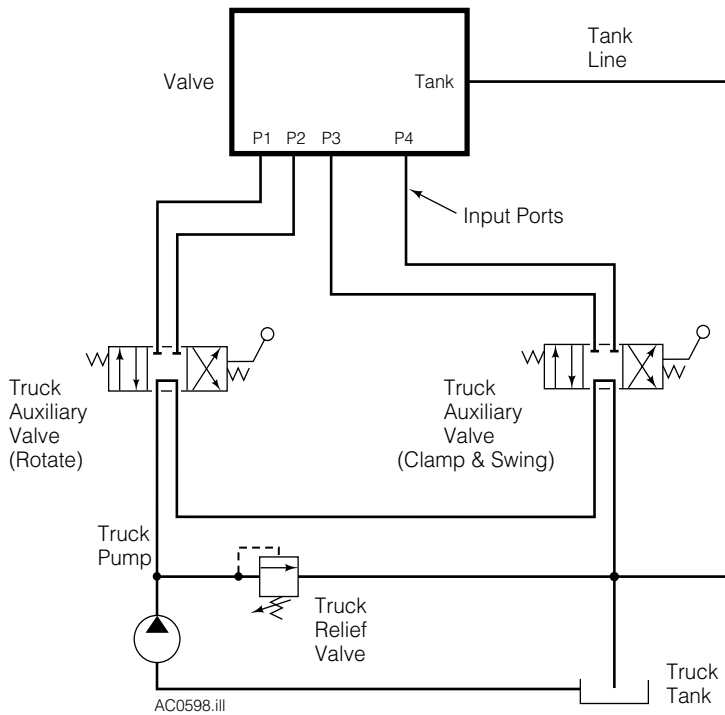 Tank
Line
Valve
Tank
P1
P2
P3
P4
Input Ports
Truck
Auxiliary
Valve
(Rotate)
Truck
Auxiliary
Valve
(Clamp & Swing)
Truck
Pump
Truck
Relief
Valve
Truck
Tank
AC0598.ill